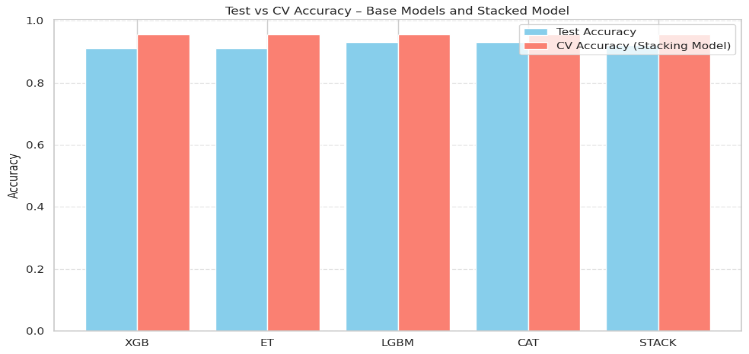 Test vs CV Accuracy – Base Models and Stacked Model
Test Accuracy
CV Accuracy (Stacking Model)
Accuracy
1.0
0.8
0.6
0.4
0.2
0.0
XGB
ET
LGBM
CAT
STACK